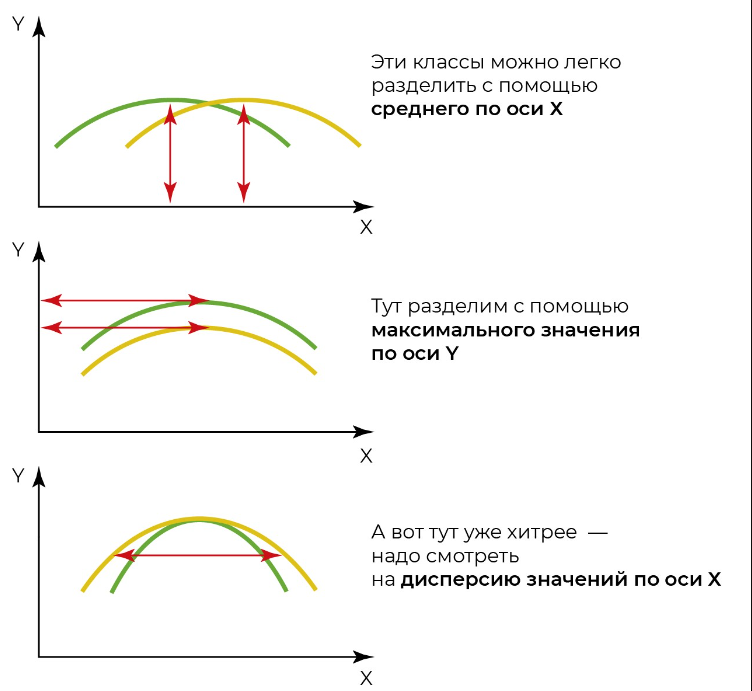 Y
Эти классы можно легко
разделить с помощью
среднего по оси X
X
Y
Тут разделим с помощью
максимального значения
по оси Y
X
Y
А вот тут уже хитрее —
надо смотреть
на дисперсию значений по оси X
X